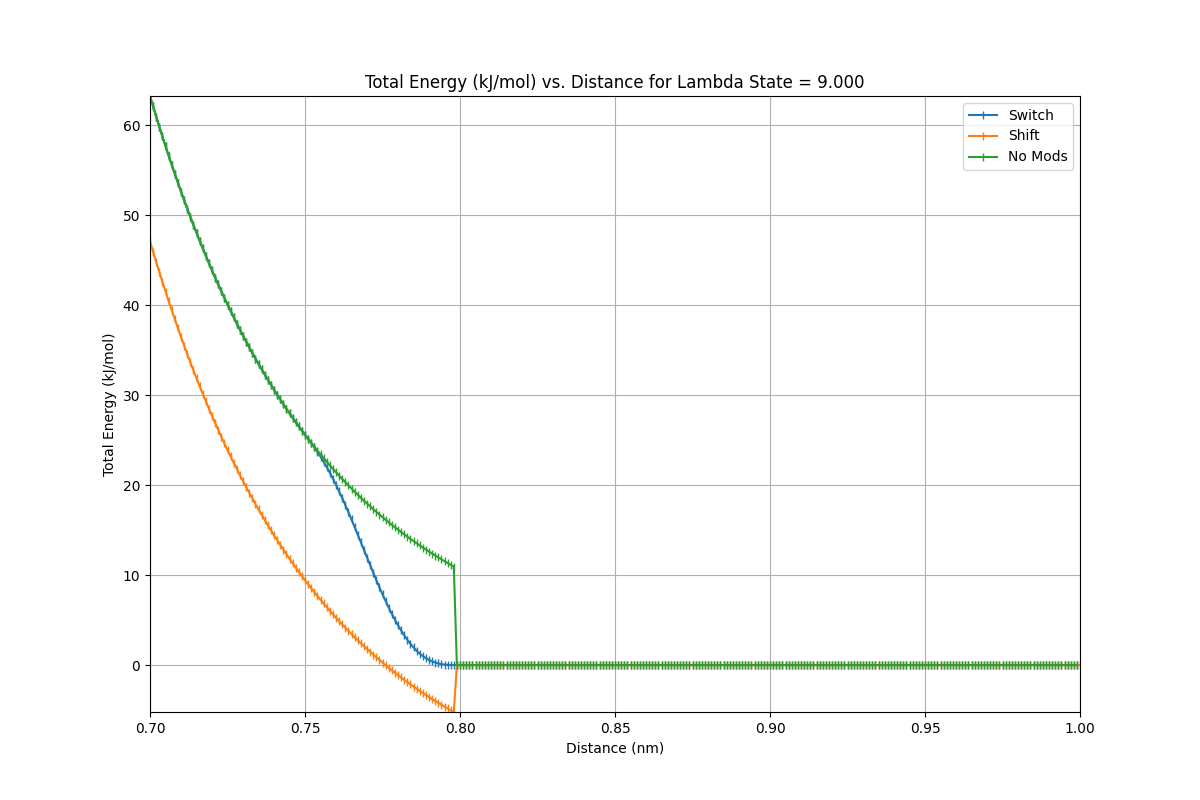 Total Energy (kJ/mol) vs. Distance for Lambda State = 9.000
Switch
Shift
No Mods
Total Energy (kJ/mol)
60
50
40
30
20
10
0
0.70
0.75
0.80
0.85
0.90
0.95
1.00
Distance (nm)